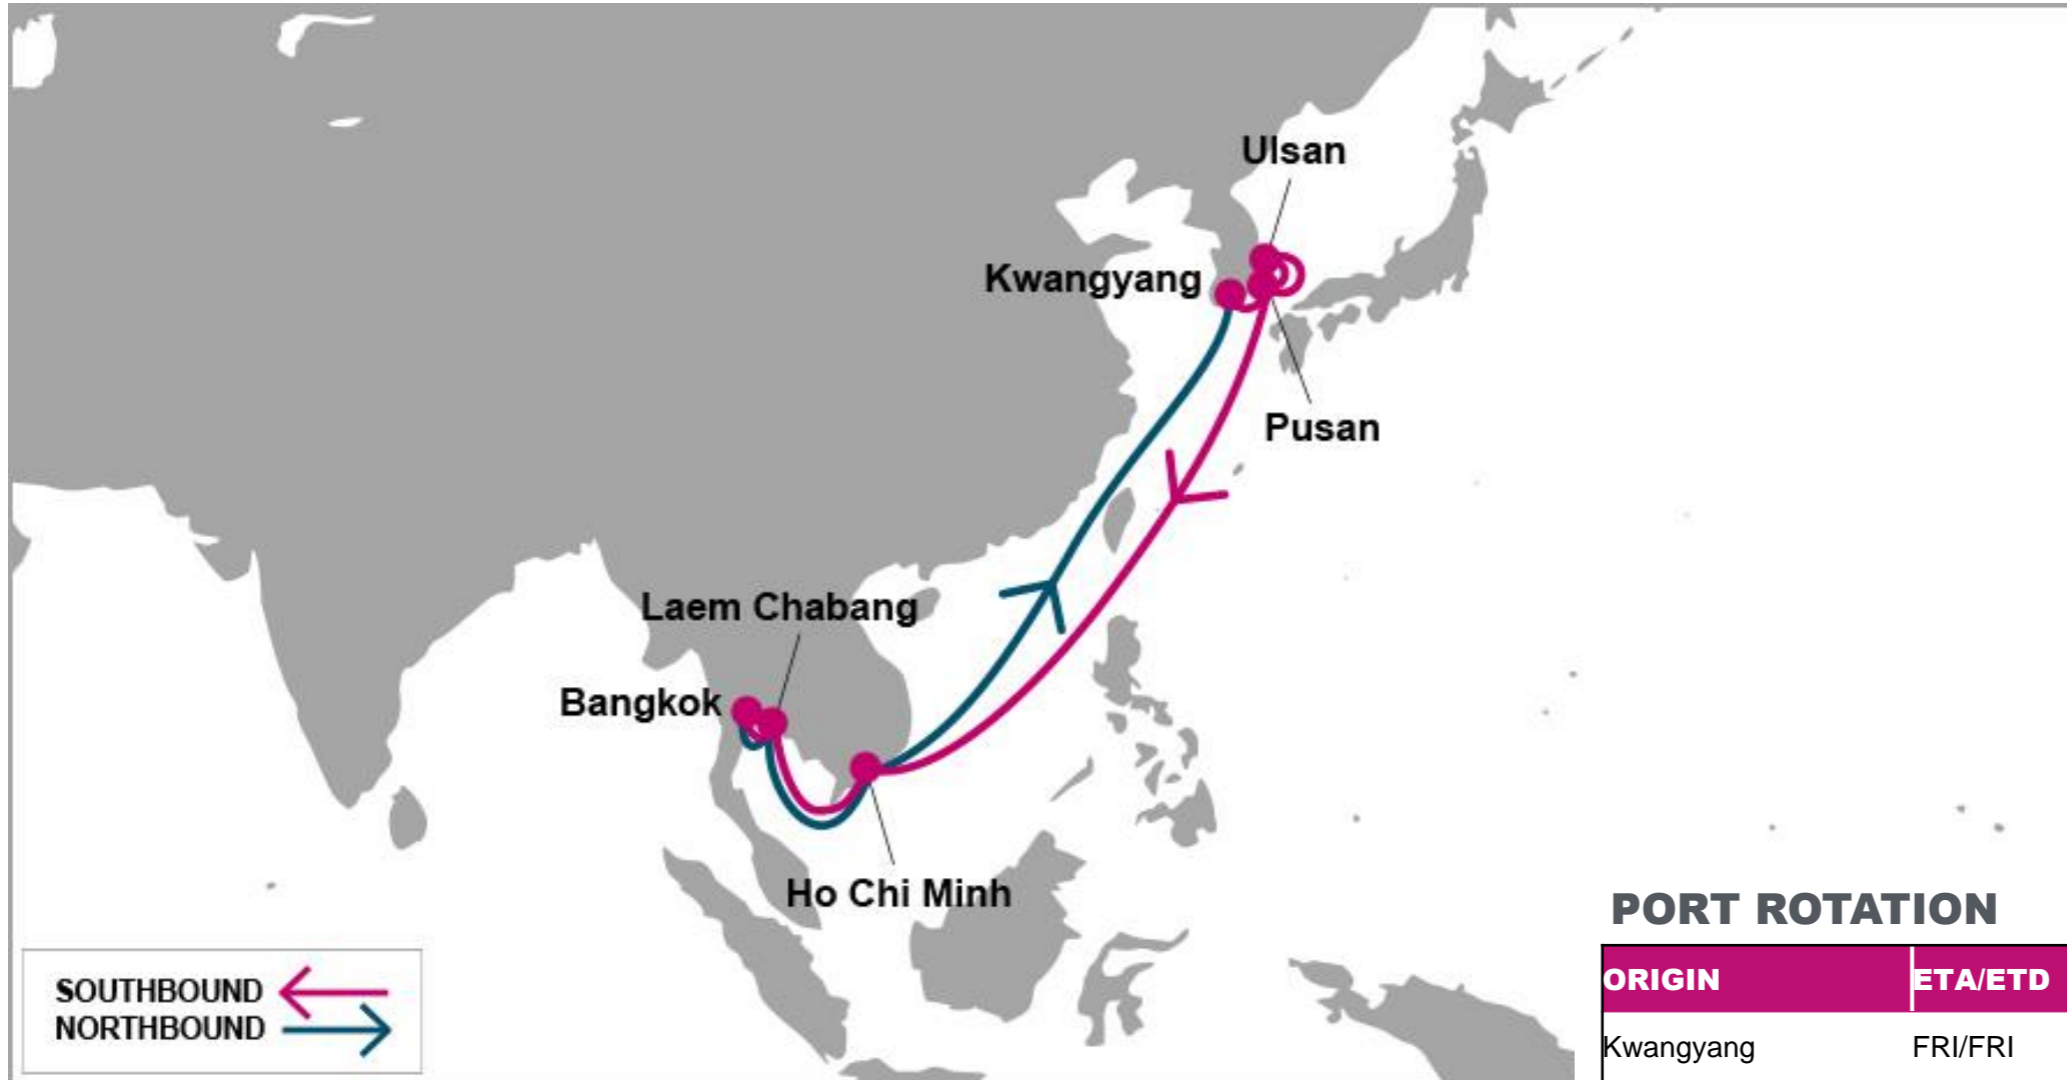 Ulsan
Kwangyang
Pusan
Laem Chabang
Bangkok
Ho Chi Minh
SOUTHBOUND
NORTHBOUND
PORT ROTATION
ORIGIN ETA/ETD
Kwangyang FRI/FRI